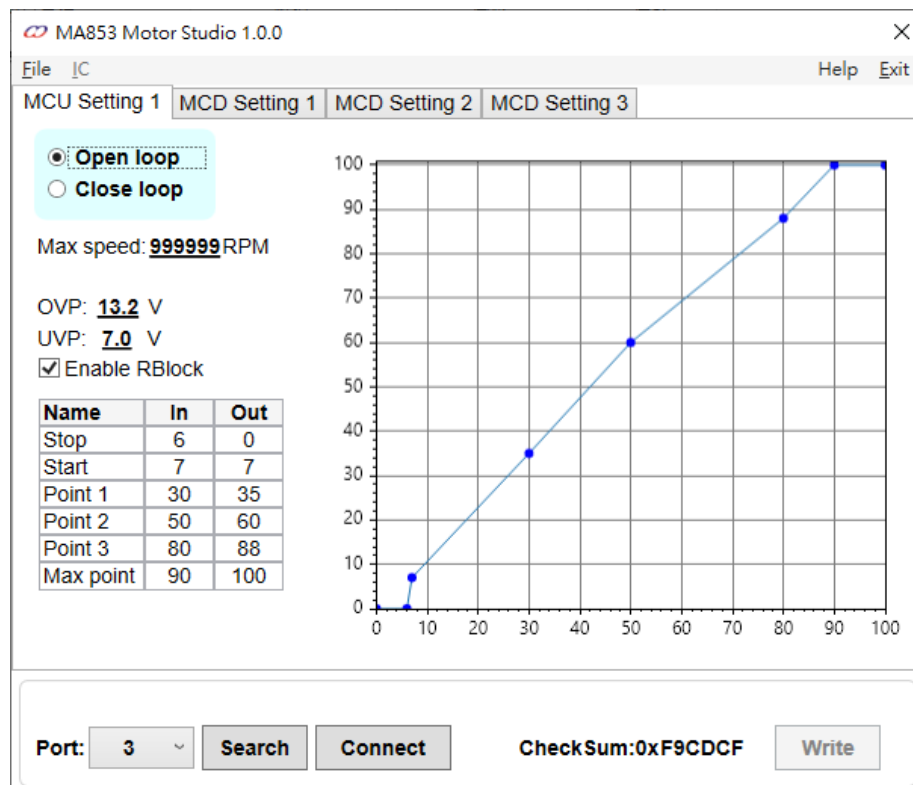 MA853 Motor Studio 1.0.0
File IC Help Exit
MCU Setting 1 MCD Setting 1 MCD Setting 2 MCD Setting 3
Open loop
Close loop
Max speed: 999999 RPM
OVP: 13.2 V
UVP: 7.0 V
Enable RBlock
Name In Out
Stop 6 0
Start 7 7
Point 1 30 35
Point 2 50 60
Point 3 80 88
Max point 90 100
100
90
80
70
60
50
40
30
20
10
0
0 10 20 30 40 50 60 70 80 90 100
Port: 3 Search Connect CheckSum:0xF9CDCF Write